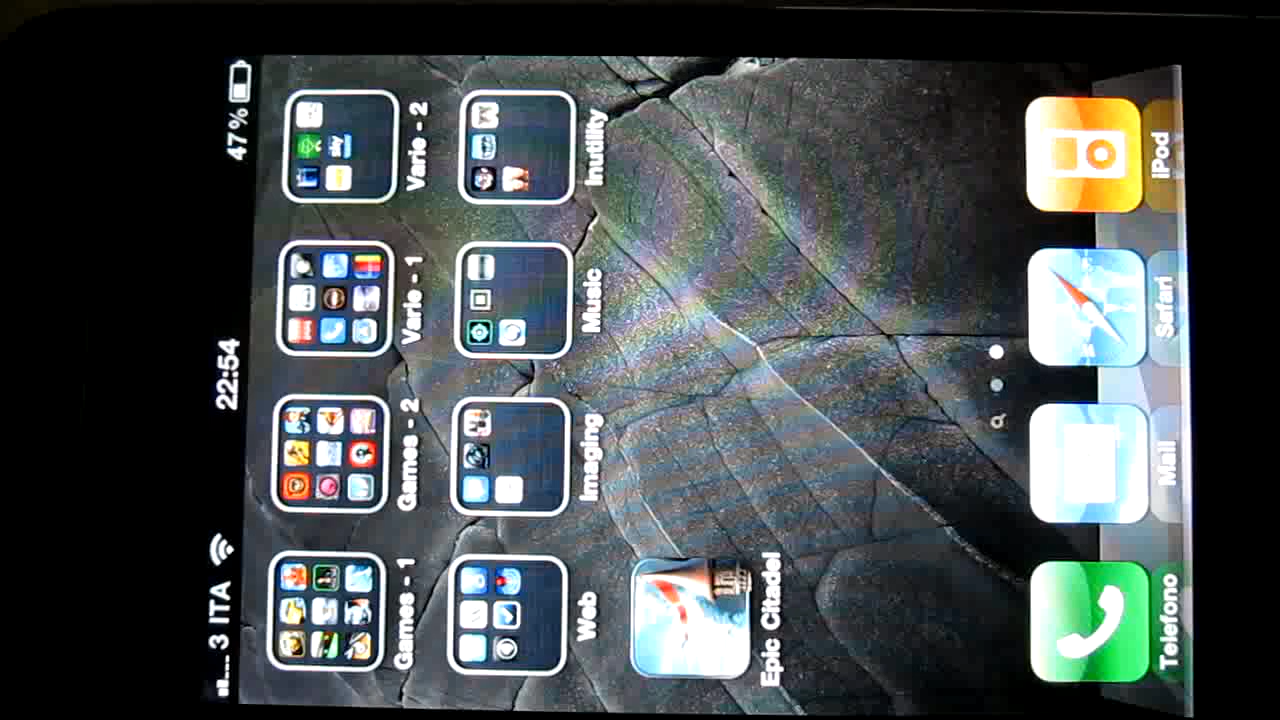 3 ITA 22:54 47%
Games - 1 Games - 2 Varie - 1 Varie - 2
Web Imaging Music Inutility
Epic Citadel
Telefono Mail Safari iPod